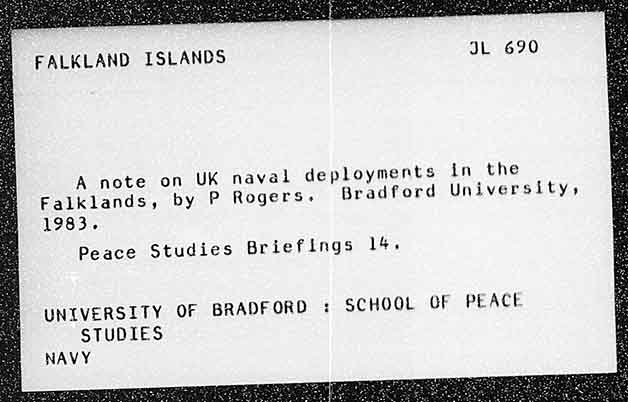 FALKLAND ISLANDS JL 690
A note on UK naval deployments in the
Falklands, by P Rogers. Bradford University,
1983.
Peace Studies Briefings 14.
UNIVERSITY OF BRADFORD : SCHOOL OF PEACE
STUDIES
NAVY